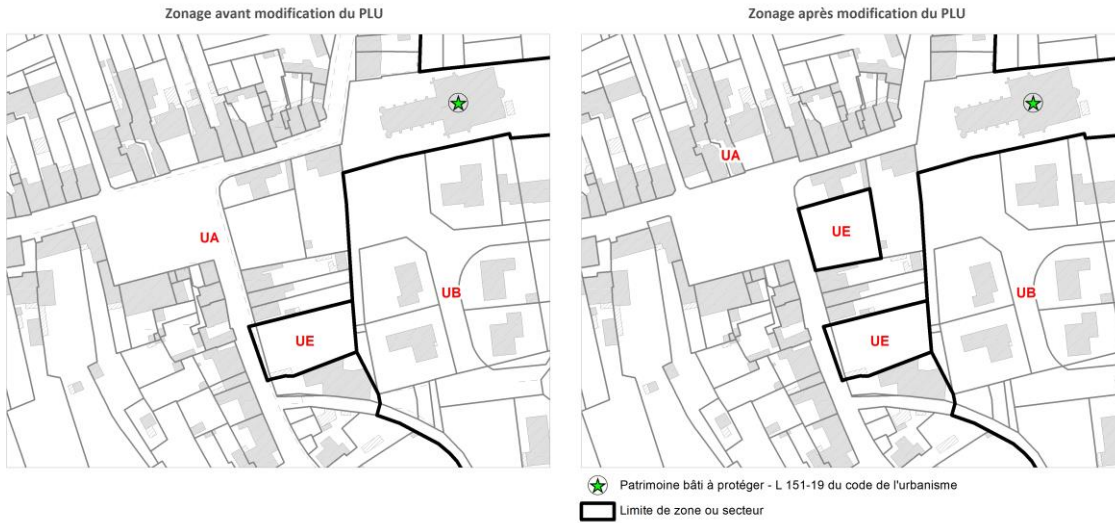 Zonage avant modification du PLU
Zonage après modification du PLU
UA
UB
UE
UA
UE
UB
UE
Patrimoine bâti à protéger - L 151-19 du code de l'urbanisme
Limite de zone ou secteur